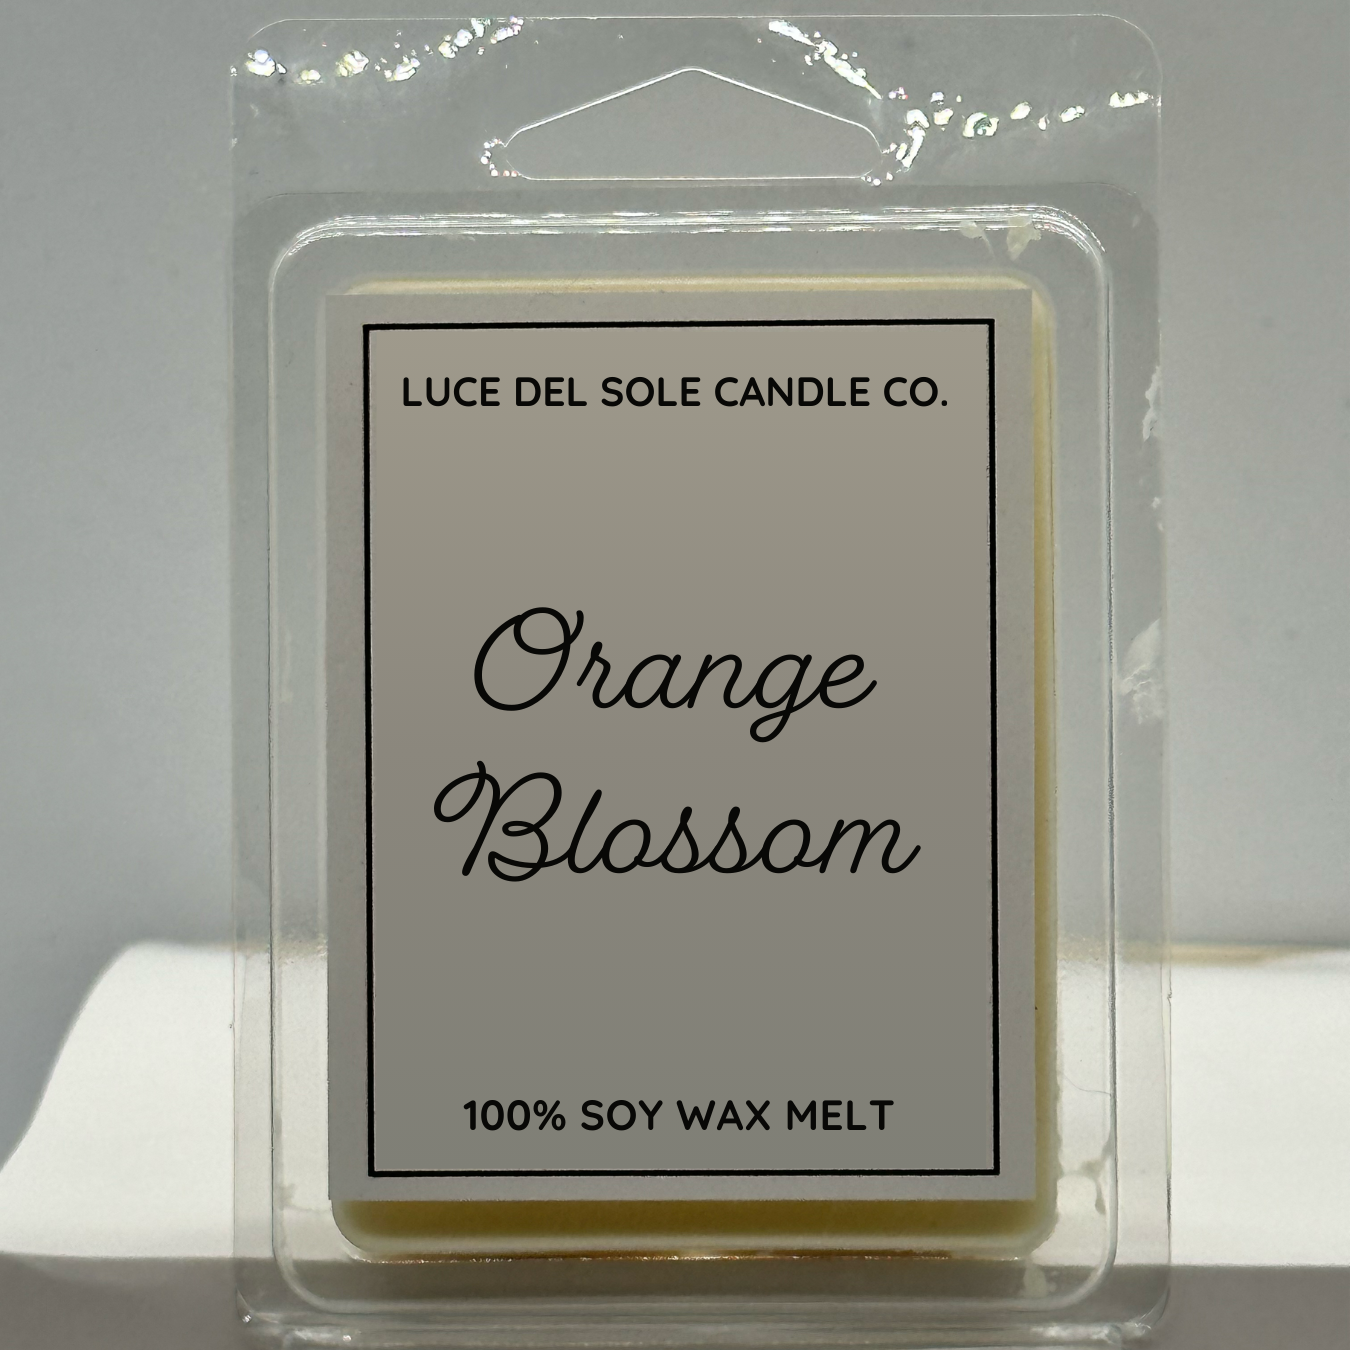 LUCE DEL SOLE CANDLE CO.
Orange
Blossom
100% SOY WAX MELT